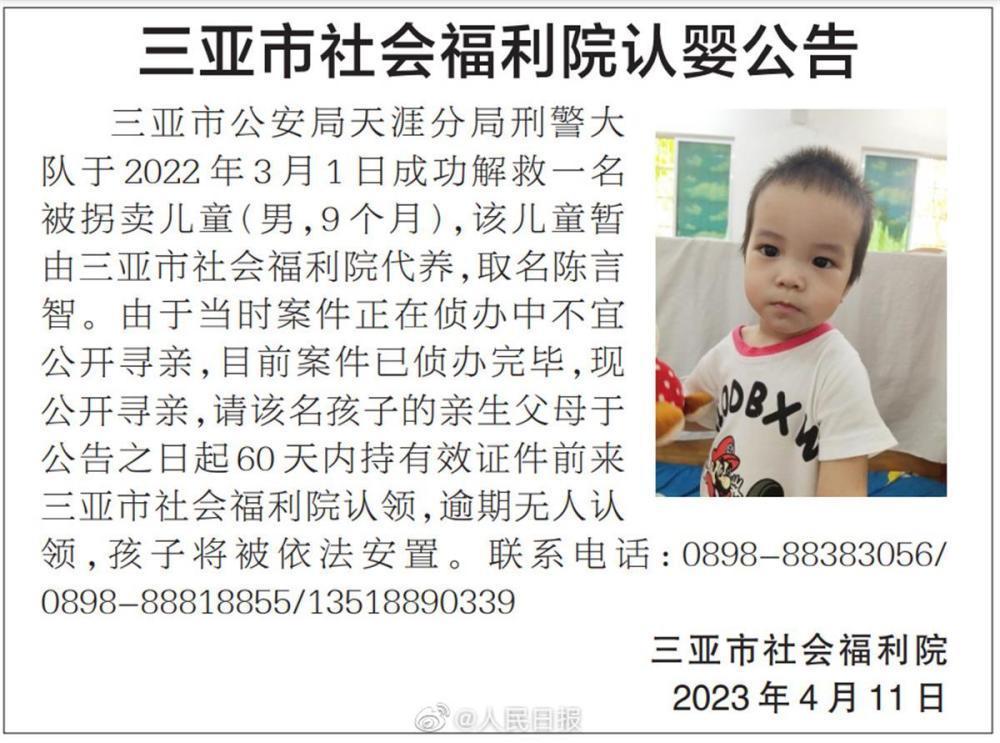 三亚市社会福利院认婴公告
三亚市公安局天涯分局刑警大
队于2022年3月1日成功解救一名
被拐卖儿童(男,9个月),该儿童暂
由三亚市社会福利院代养,取名陈言
智。由于当时案件正在侦办中不宜
公开寻亲,目前案件已侦办完毕,现
公开寻亲,请该名孩子的亲生父母于
公告之日起60天内持有效证件前来
三亚市社会福利院认领,逾期无人认
领,孩子将被依法安置。联系电话:0898-88383056/
0898-88818855/13518890339
三亚市社会福利院
2023年4月11日
ODBXW
@人民日报